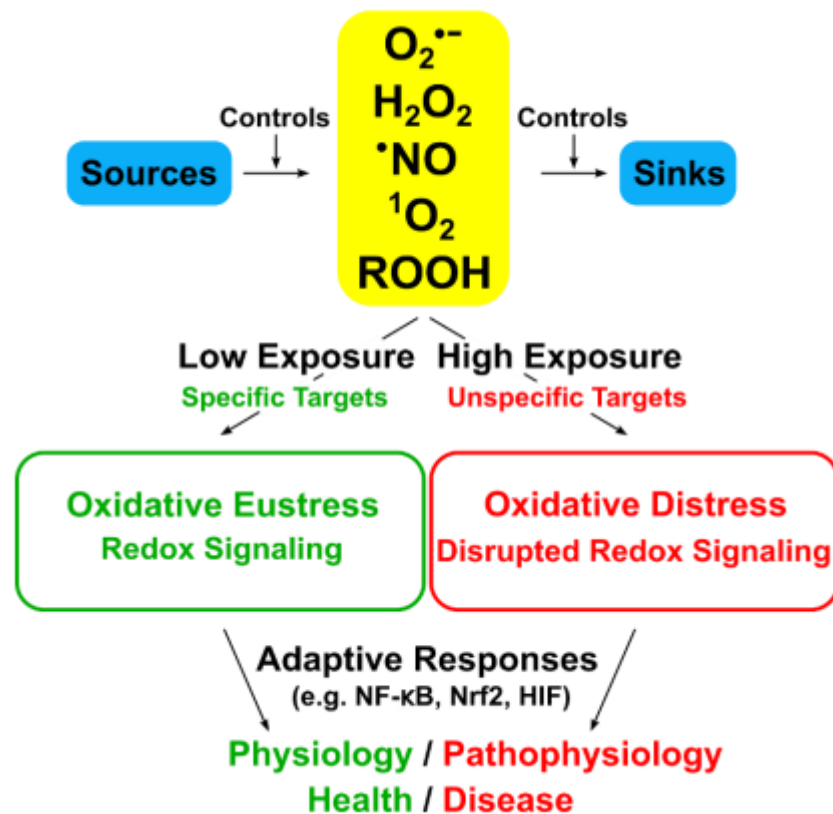 O₂•−
H₂O₂
Controls Controls
•NO
Sources Sinks
¹O₂
ROOH
Low Exposure High Exposure
Specific Targets Unspecific Targets
Oxidative Eustress Oxidative Distress
Redox Signaling Disrupted Redox Signaling
Adaptive Responses
(e.g. NF-κB, Nrf2, HIF)
Physiology / Pathophysiology
Health / Disease